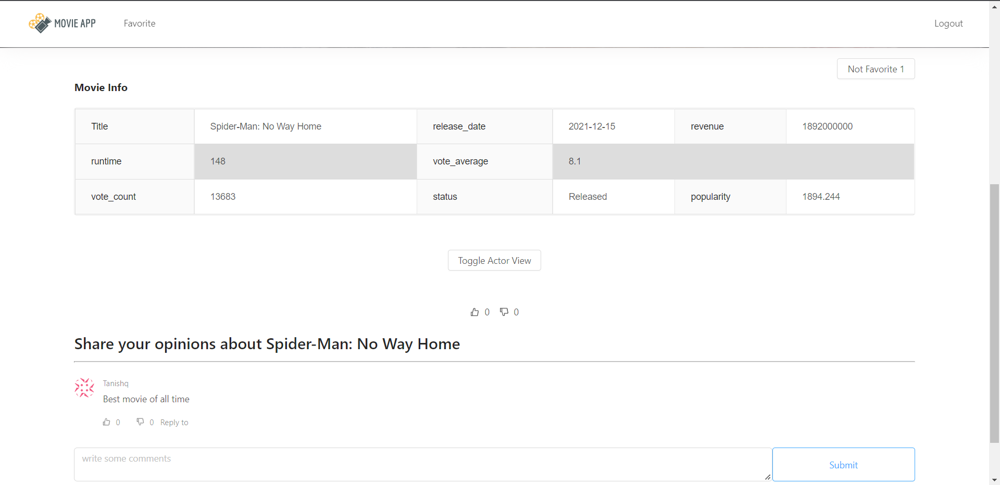 MOVIE APP Favorite Logout
Not Favorite 1
Movie Info
Title Spider-Man: No Way Home release_date 2021-12-15 revenue 1892000000
runtime 148 vote_average 8.1
vote_count 13683 status Released popularity 1894.244
Toggle Actor View
0 0
Share your opinions about Spider-Man: No Way Home
Tanishq
Best movie of all time
0 0 Reply to
write some comments Submit